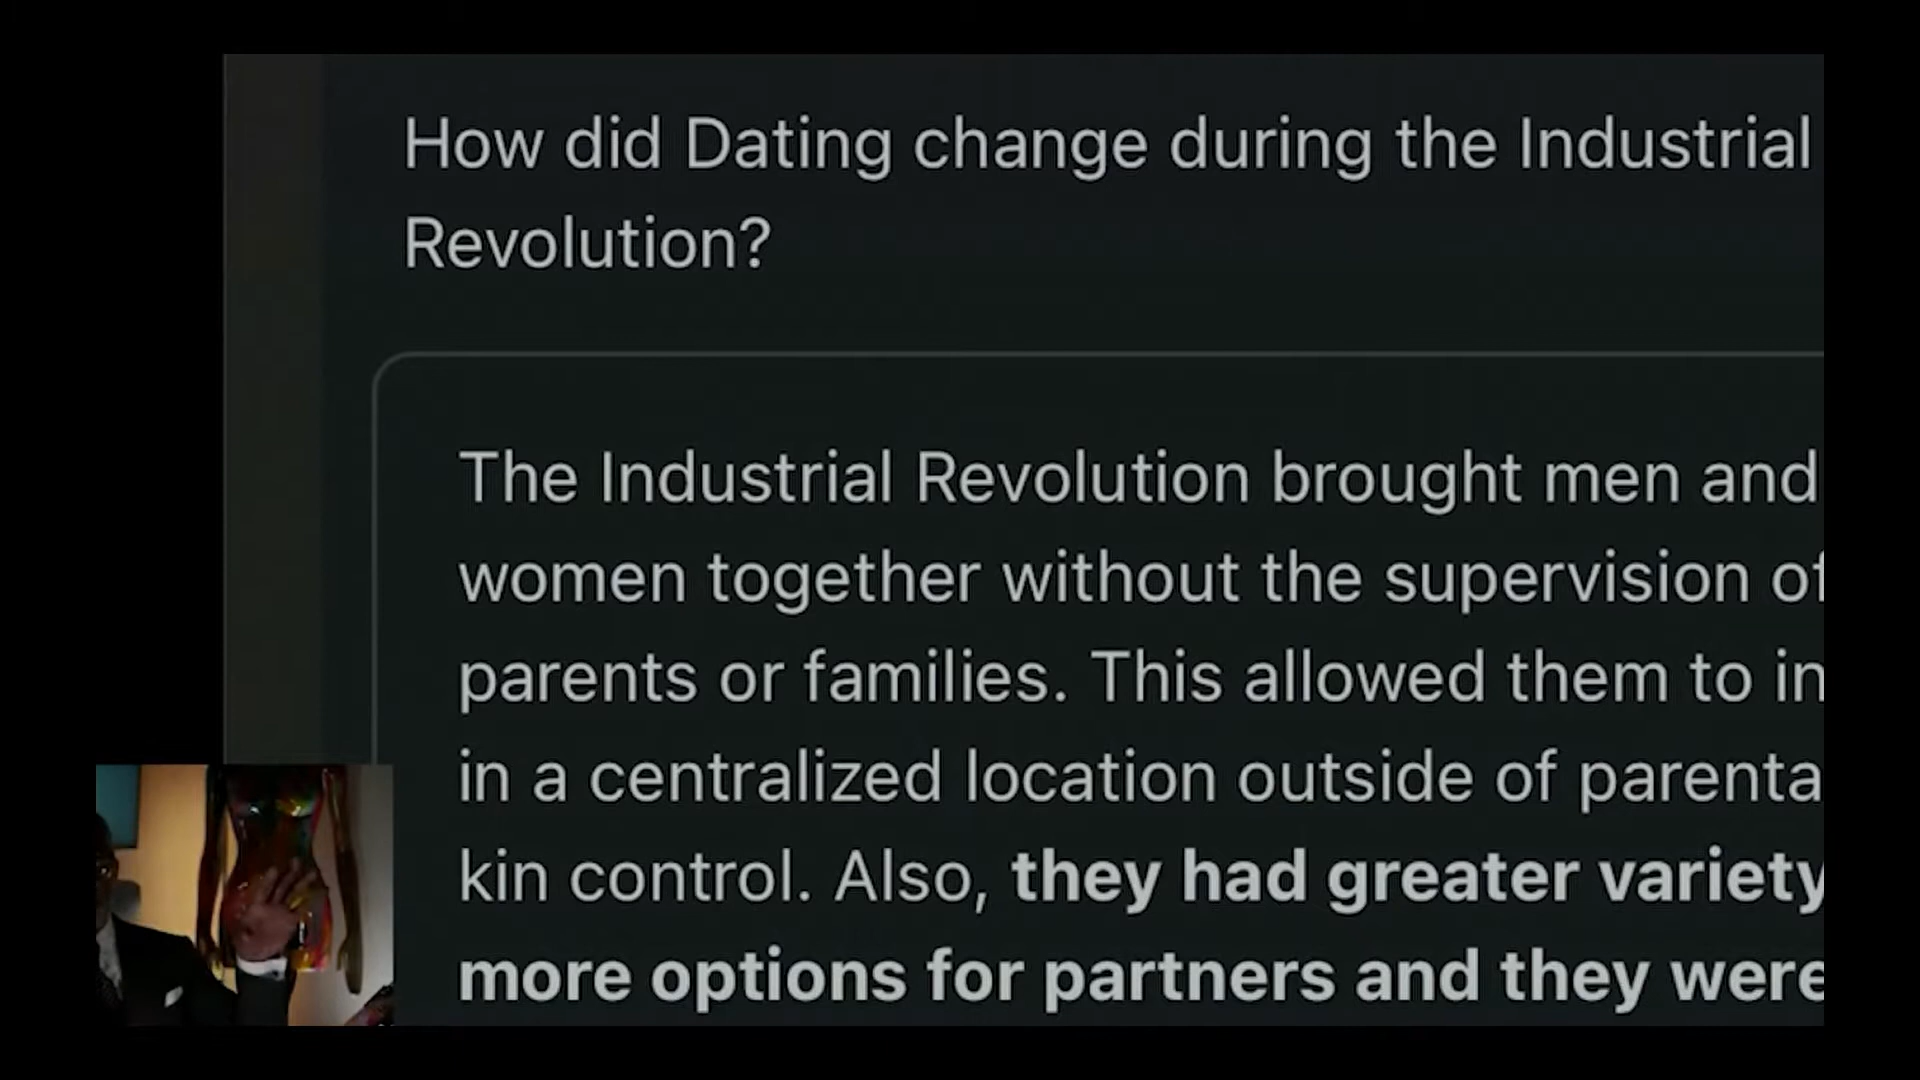 How did Dating change during the Industrial
Revolution?
The Industrial Revolution brought men and
women together without the supervision of
parents or families. This allowed them to
in a centralized location outside of
kin control. Also, they had greater variety
more options for partners and they were